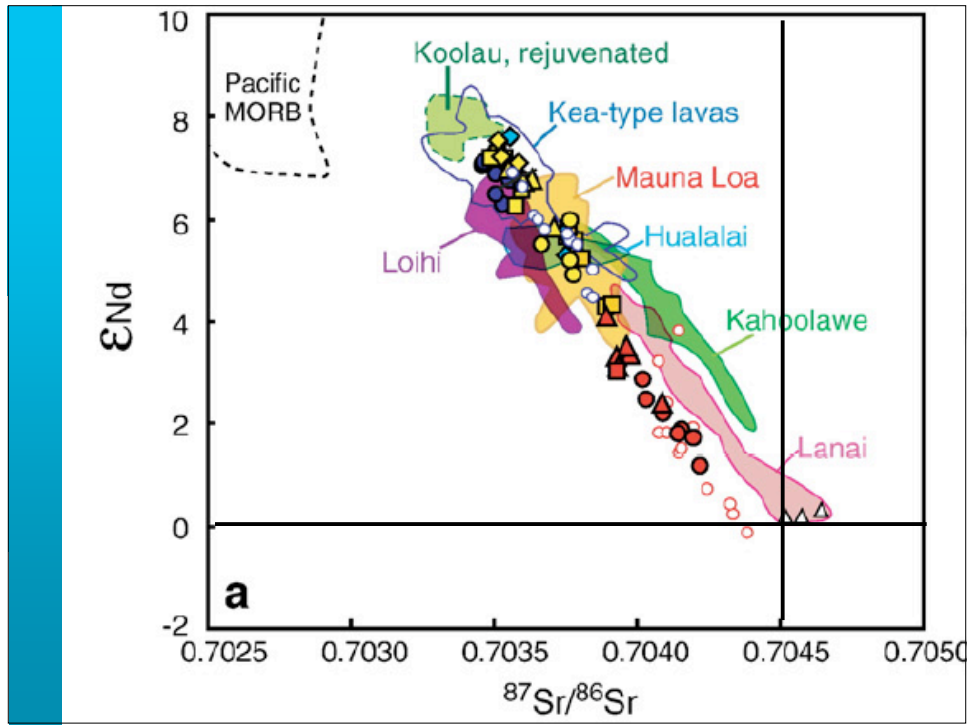 10
Koolau, rejuvenated
Pacific
MORB
8
Kea-type lavas
Mauna Loa
6
Hualalai
Loihi
εNd
4
Kahoolawe
2
Lanai
0
a
-2
0.7025
0.7030
0.7035
0.7040
0.7045
0.7050
⁸⁷Sr/⁸⁶Sr